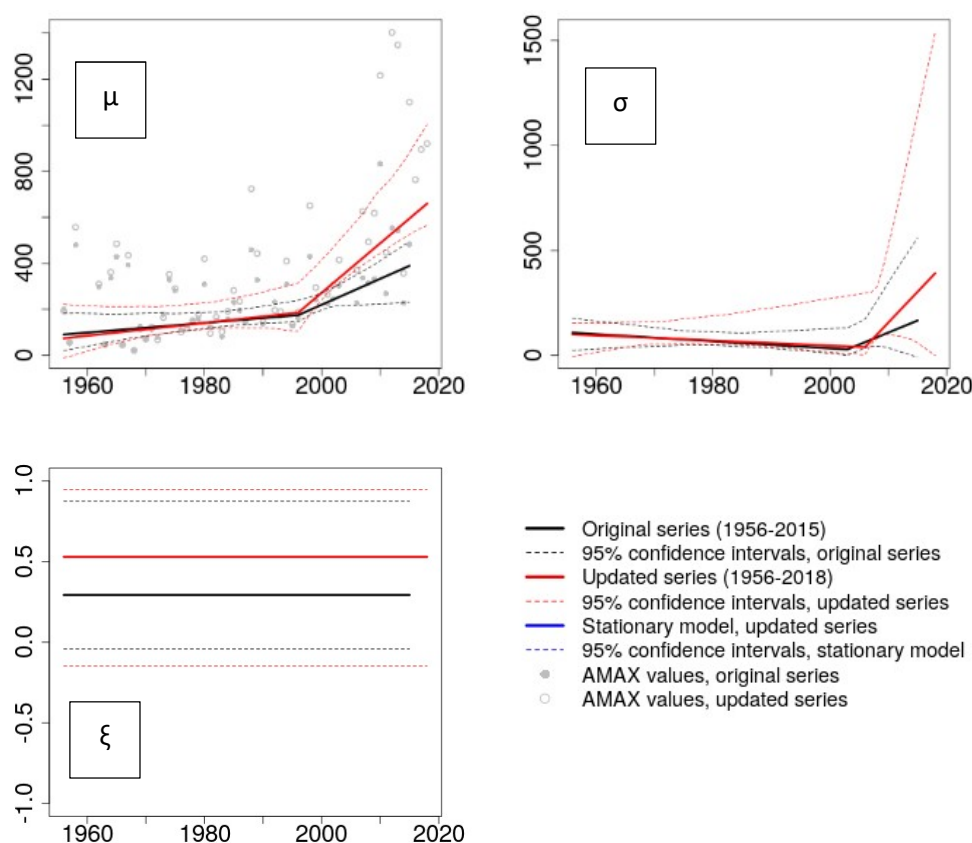 1200
800
400
0
μ
1960 1980 2000 2020
1500
1000
500
0
σ
1960 1980 2000 2020
1.0
0.5
0.0
-0.5
-1.0
ξ
1960 1980 2000 2020
Original series (1956-2015)
95% confidence intervals, original series
Updated series (1956-2018)
95% confidence intervals, updated series
Stationary model, updated series
95% confidence intervals, stationary model
AMAX values, original series
AMAX values, updated series